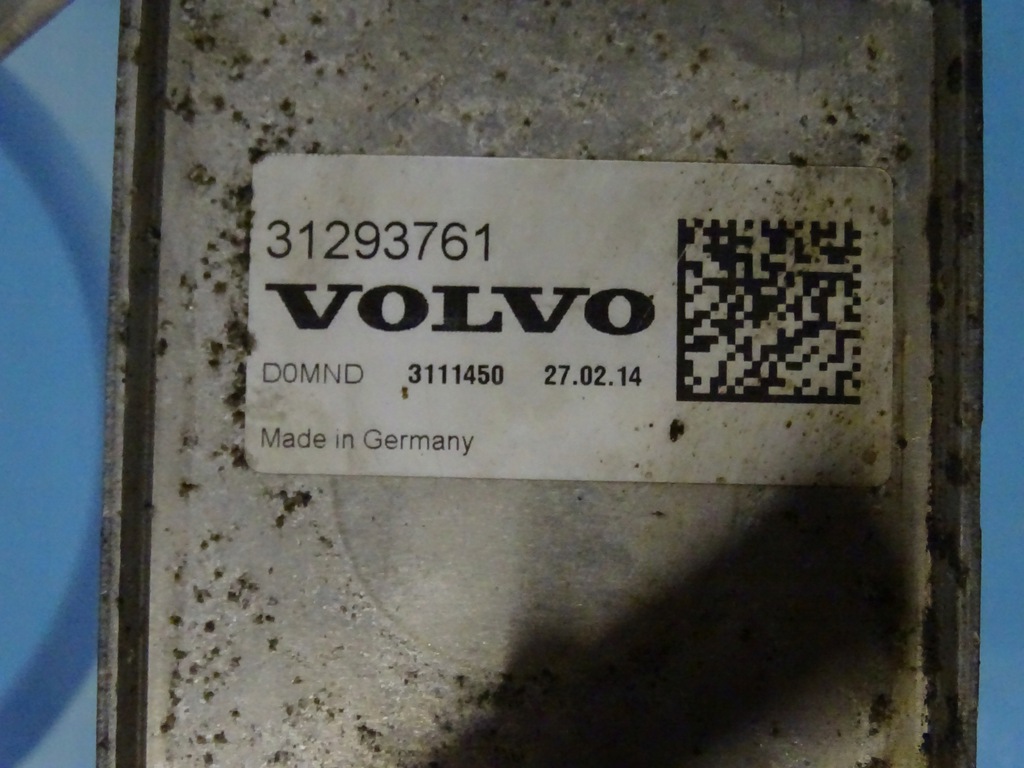 31293761
VOLVO
D0MND 3111450 27.02.14
Made in Germany